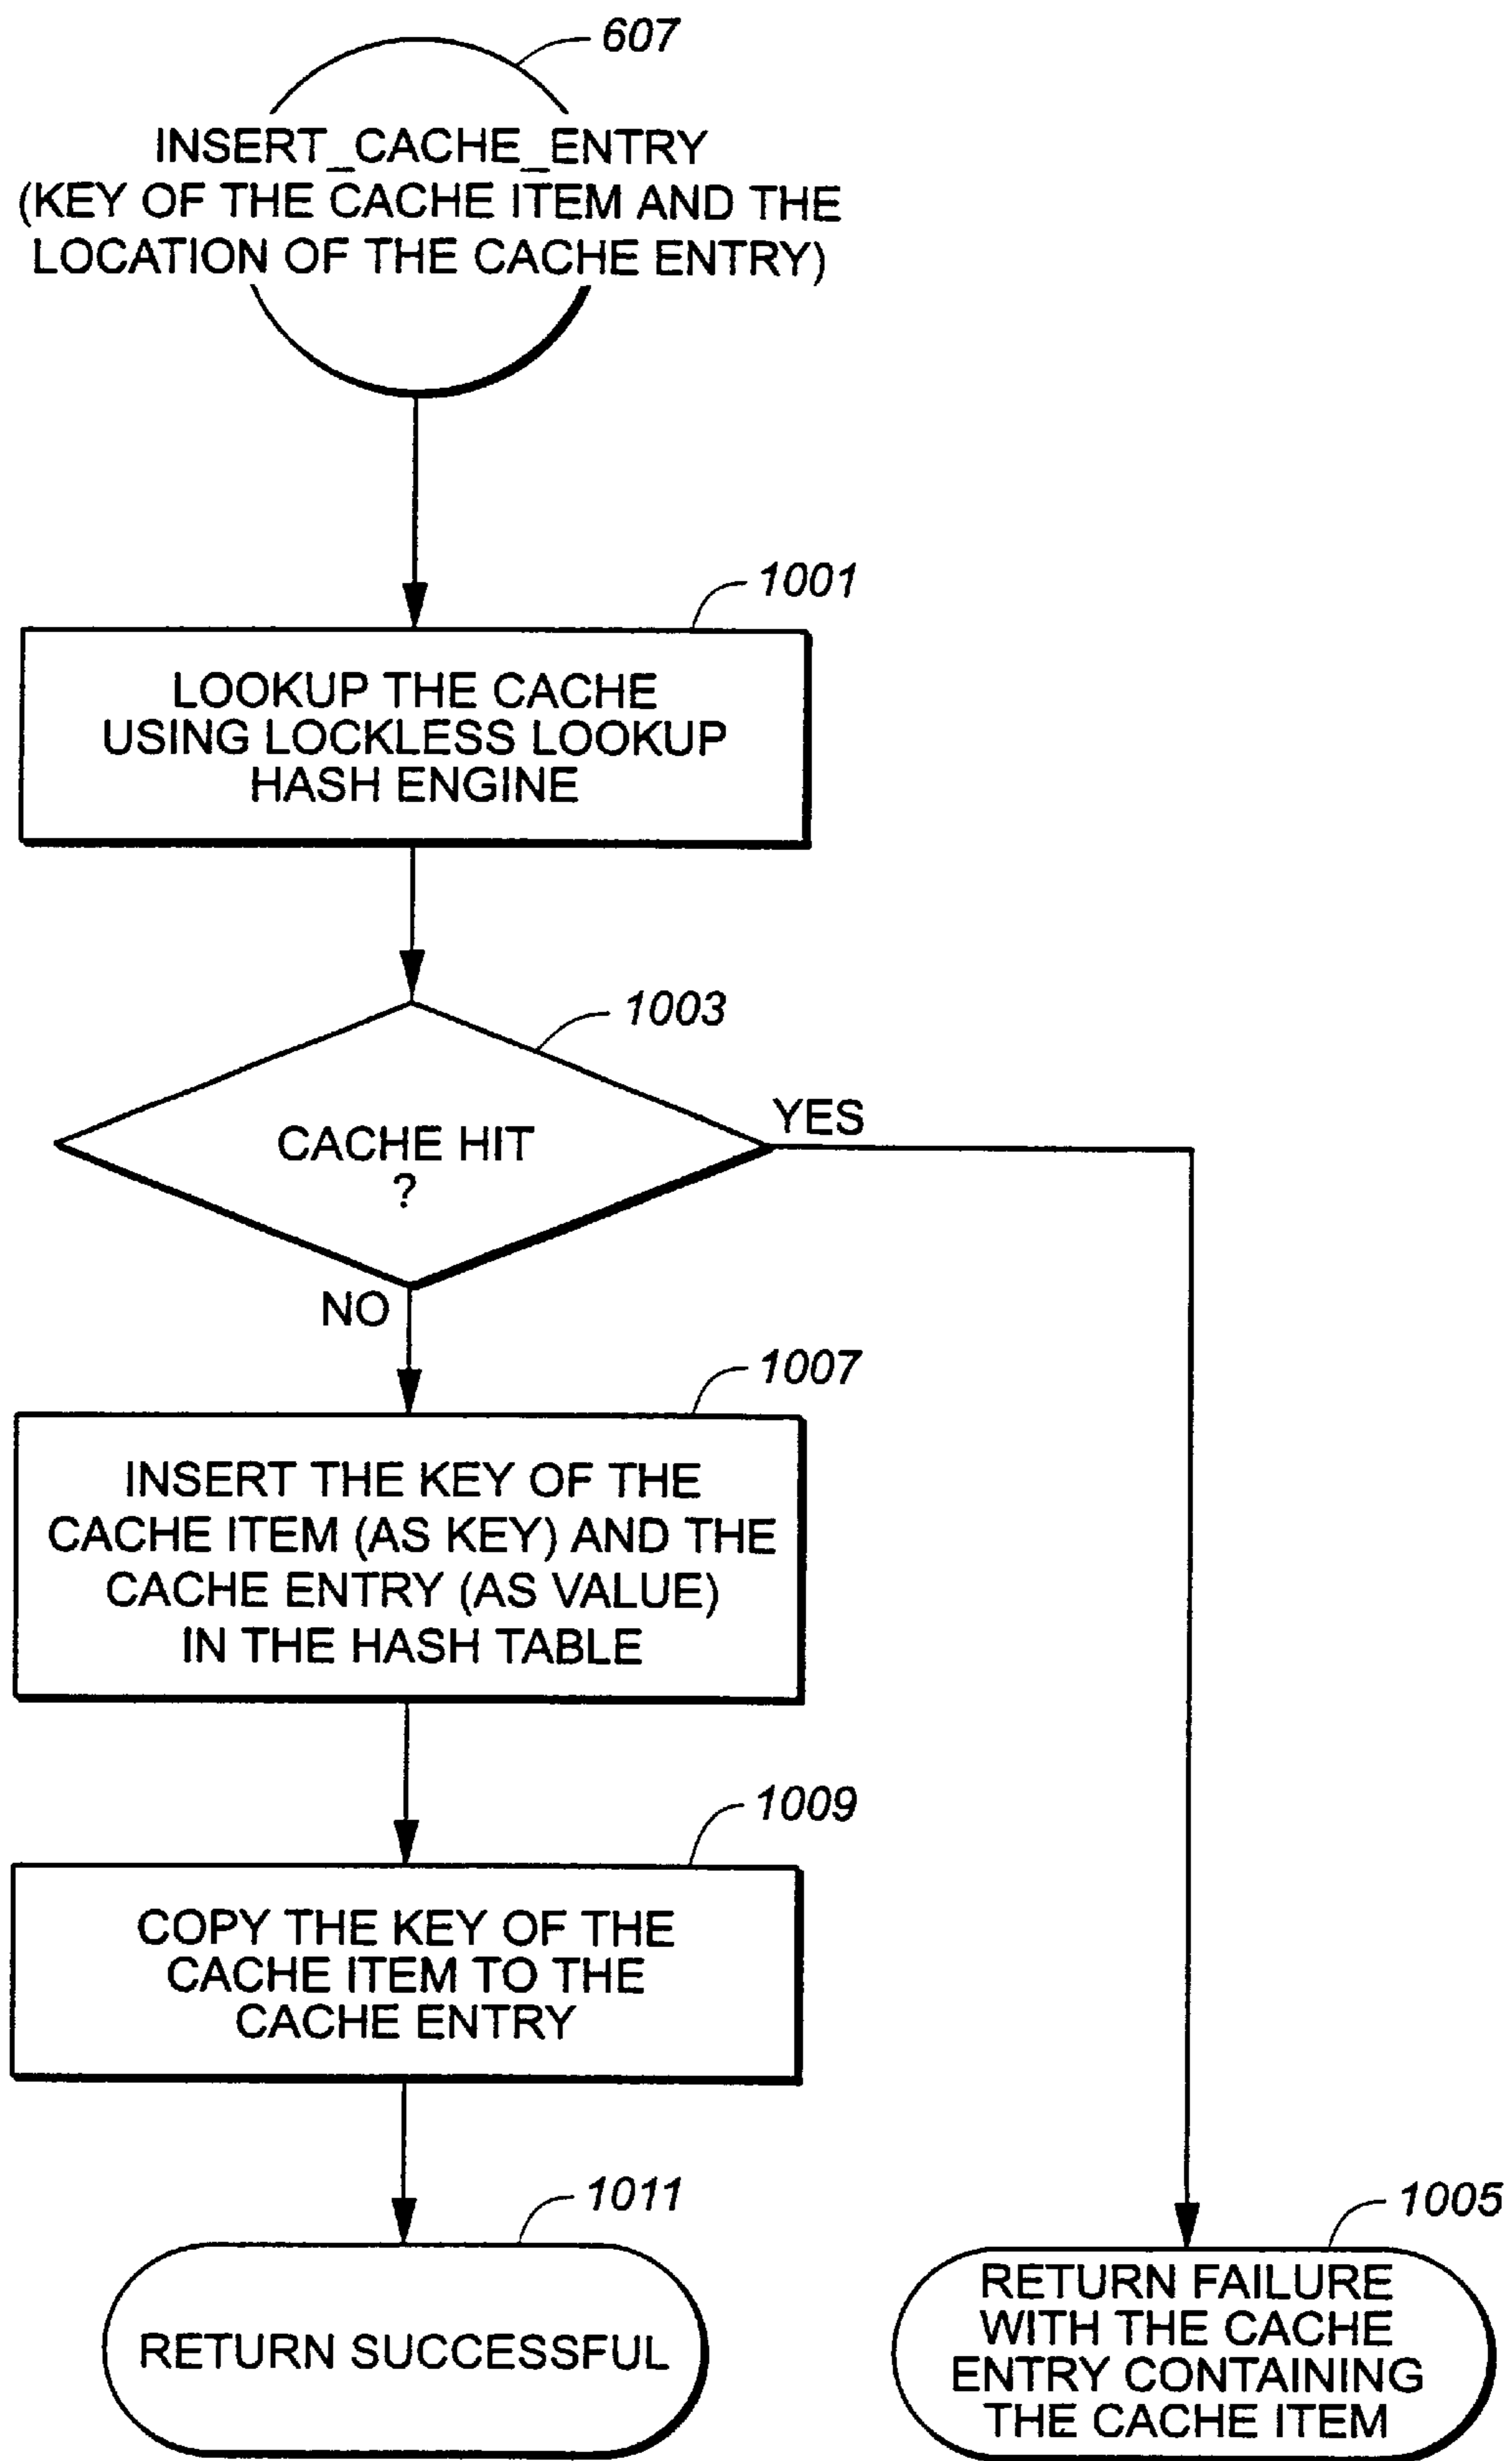 607
INSERT_CACHE_ENTRY
(KEY OF THE CACHE ITEM AND THE
LOCATION OF THE CACHE ENTRY)
1001
LOOKUP THE CACHE
USING LOCKLESS LOOKUP
HASH ENGINE
1003
CACHE HIT
?
YES
NO
1007
INSERT THE KEY OF THE
CACHE ITEM (AS KEY) AND THE
CACHE ENTRY (AS VALUE)
IN THE HASH TABLE
1009
COPY THE KEY OF THE
CACHE ITEM TO THE
CACHE ENTRY
1011
RETURN SUCCESSFUL
1005
RETURN FAILURE
WITH THE CACHE
ENTRY CONTAINING
THE CACHE ITEM